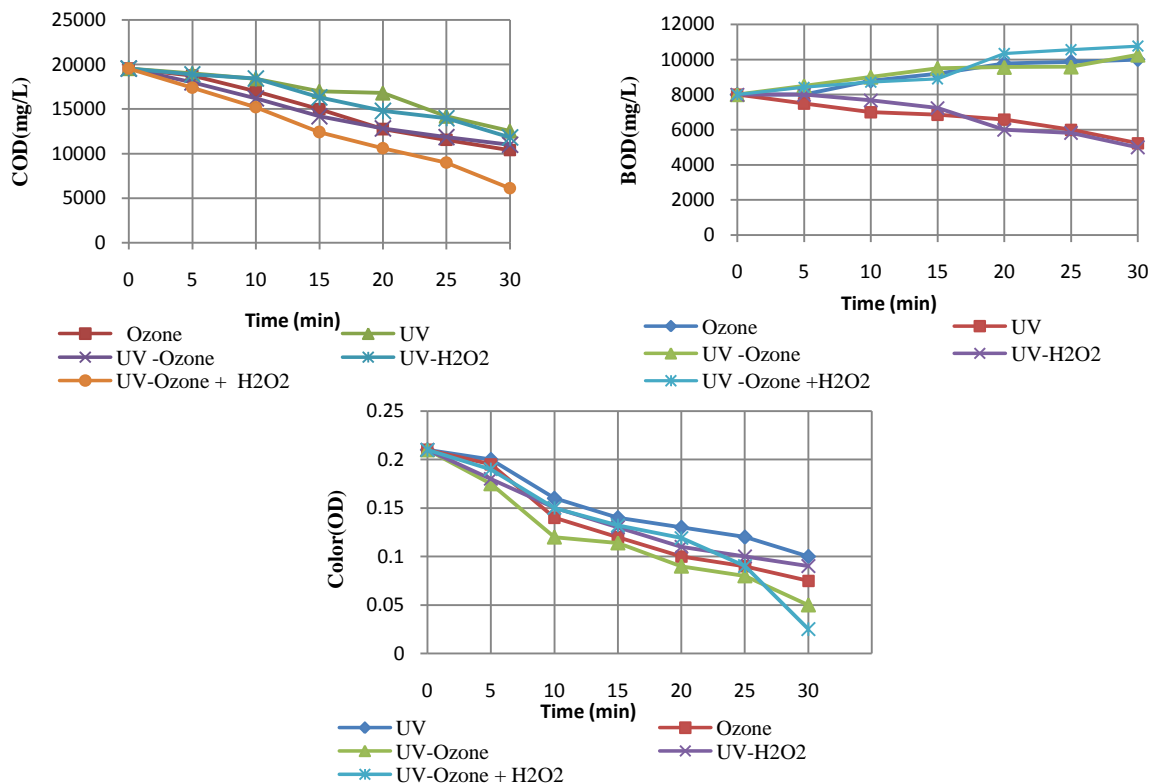 25000
20000
15000
10000
5000
0
COD(mg/L)
0 5 10 15 20 25 30
Time (min)
Ozone UV
UV -Ozone UV-H2O2
UV-Ozone + H2O2
12000
10000
8000
6000
4000
2000
0
BOD(mg/L)
0 5 10 15 20 25 30
Time (min)
Ozone UV
UV -Ozone UV-H2O2
UV -Ozone +H2O2
0.25
0.2
0.15
0.1
0.05
0
Color(OD)
0 5 10 15 20 25 30
Time (min)
UV Ozone
UV-Ozone UV-H2O2
UV-Ozone + H2O2